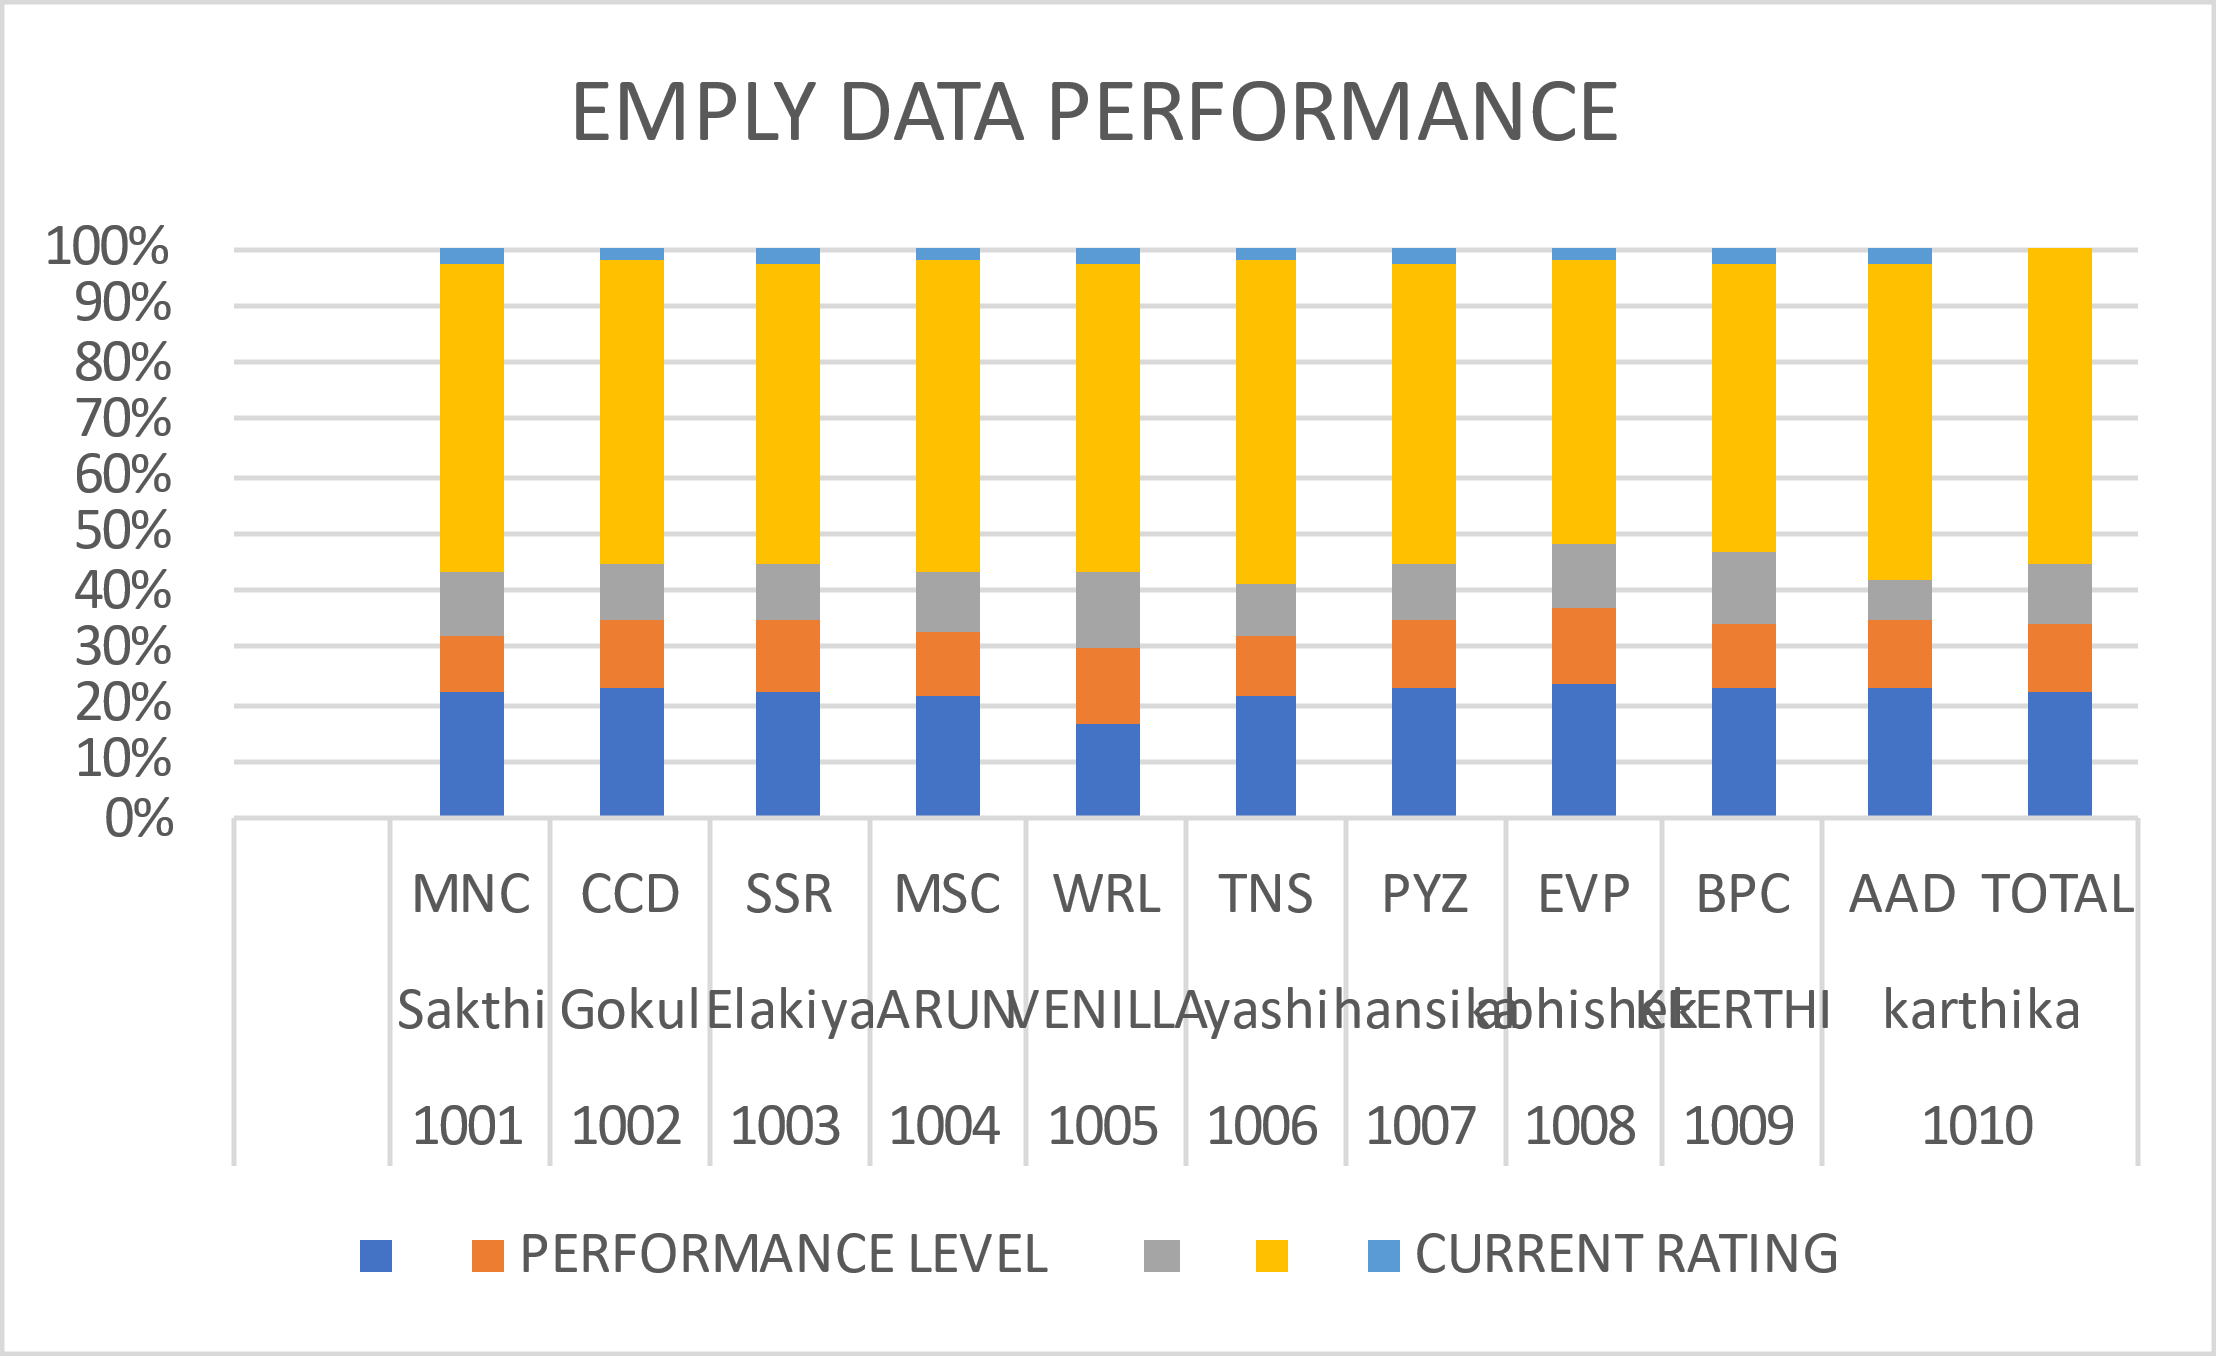 EMPLY DATA PERFORMANCE
100%
90%
80%
70%
60%
50%
40%
30%
20%
10%
0%
MNC CCD SSR MSC WRL TNS PYZ EVP BPC AAD TOTAL
Sakthi Gokul Elakiya ARUN VENILLA yashi hansika abhishek KEERTHI karthika
1001 1002 1003 1004 1005 1006 1007 1008 1009 1010
PERFORMANCE LEVEL CURRENT RATING